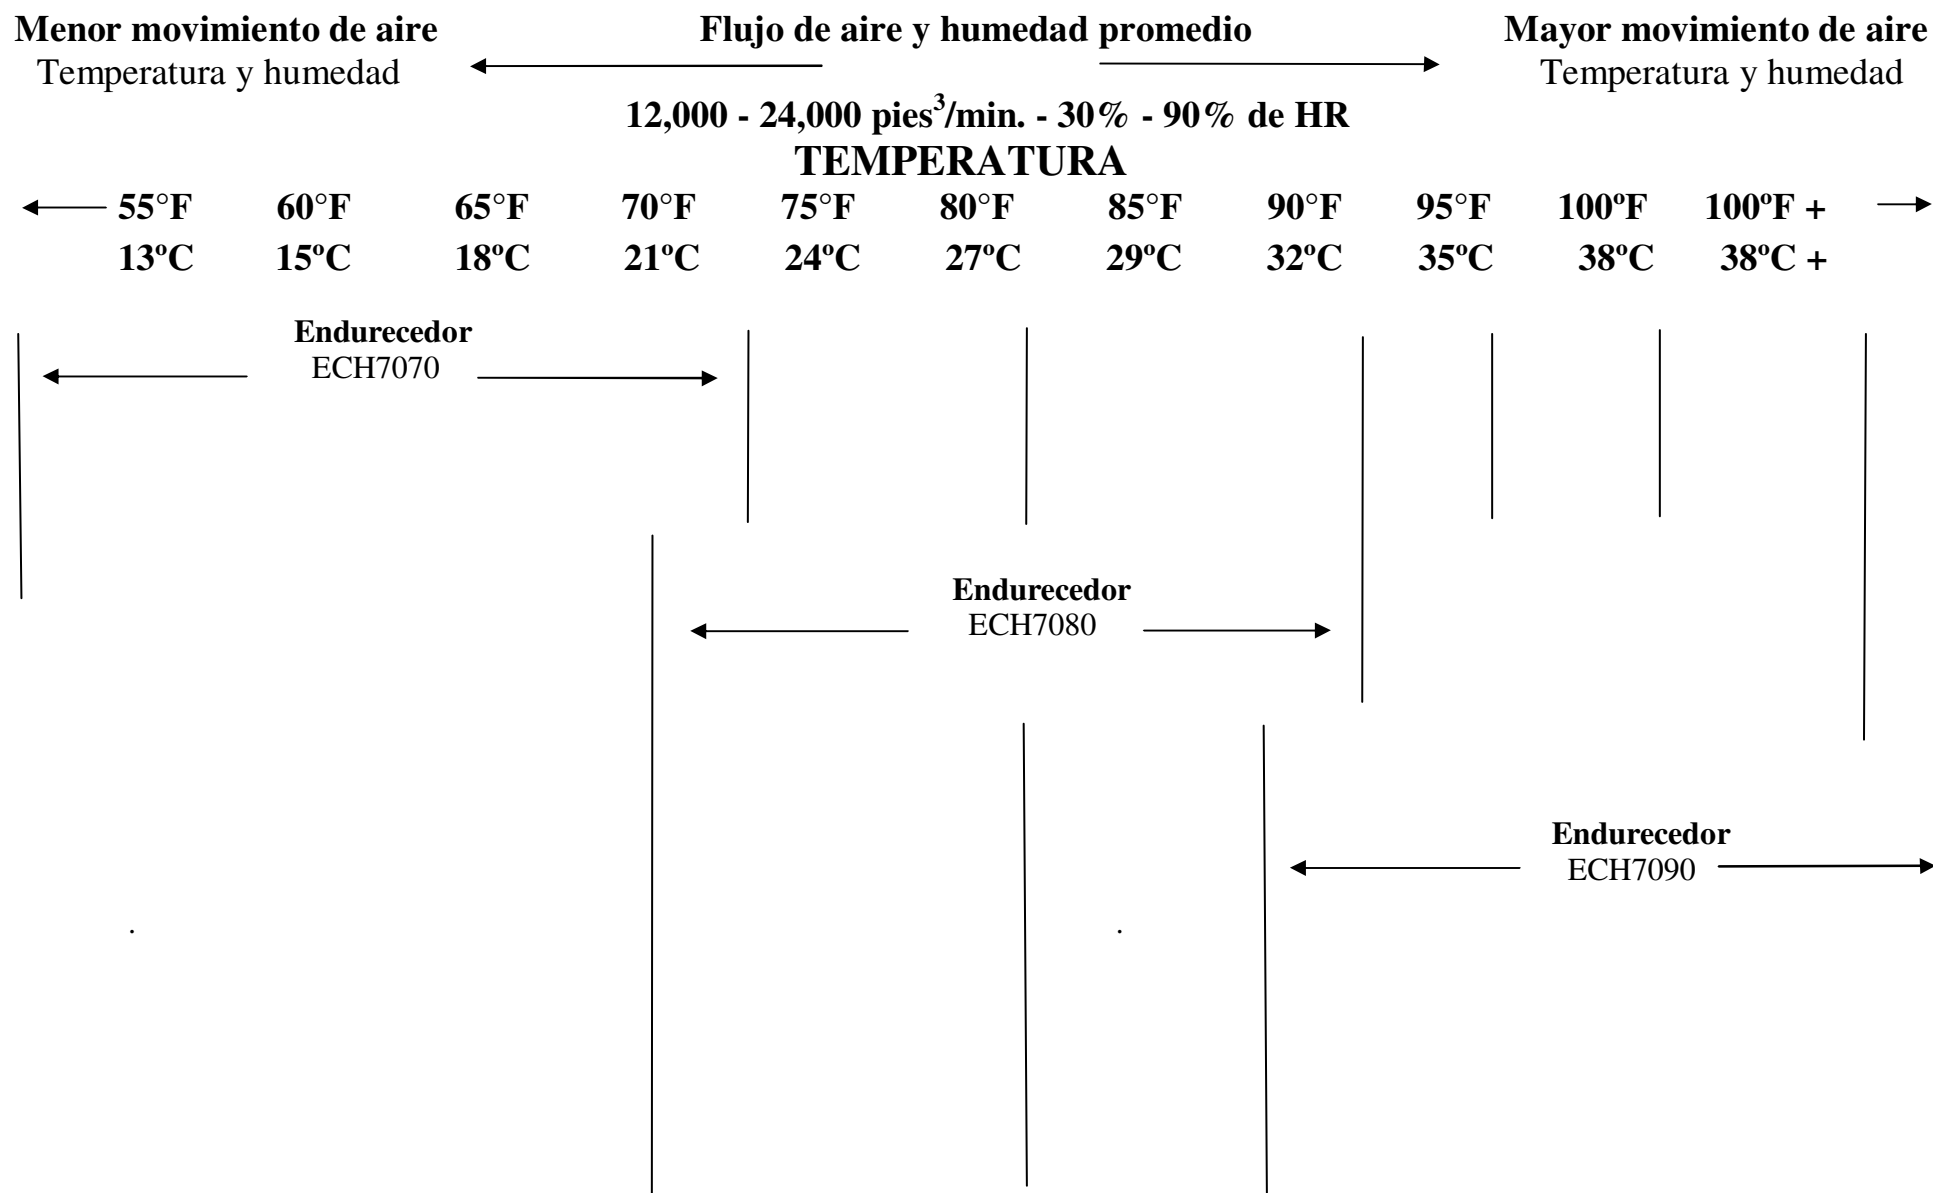 Menor movimiento de aire Flujo de aire y humedad promedio Mayor movimiento de aire
Temperatura y humedad Temperatura y humedad
12,000 - 24,000 pies³/min. - 30% - 90% de HR
TEMPERATURA
55°F 60°F 65°F 70°F 75°F 80°F 85°F 90°F 95°F 100ºF 100ºF +
13ºC 15ºC 18ºC 21ºC 24ºC 27ºC 29ºC 32ºC 35ºC 38ºC 38ºC +
Endurecedor
ECH7070
Endurecedor
ECH7080
Endurecedor
ECH7090
. .